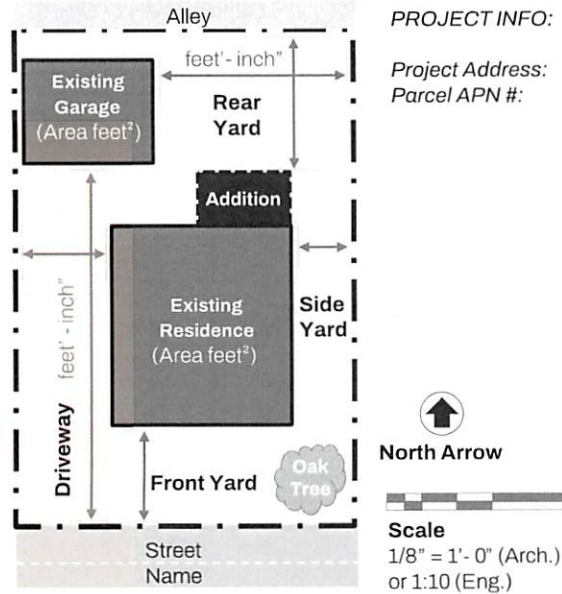 Alley
PROJECT INFO:
Project Address:
Parcel APN #:
feet' - inch"
Existing
Garage
(Area feet²)
Rear
Yard
Addition
feet' - inch"
Existing
Residence
(Area feet²)
Side
Yard
Driveway
Front Yard
Oak
Tree
North Arrow
Scale
1/8" = 1'- 0" (Arch.)
or 1:10 (Eng.)
Street
Name